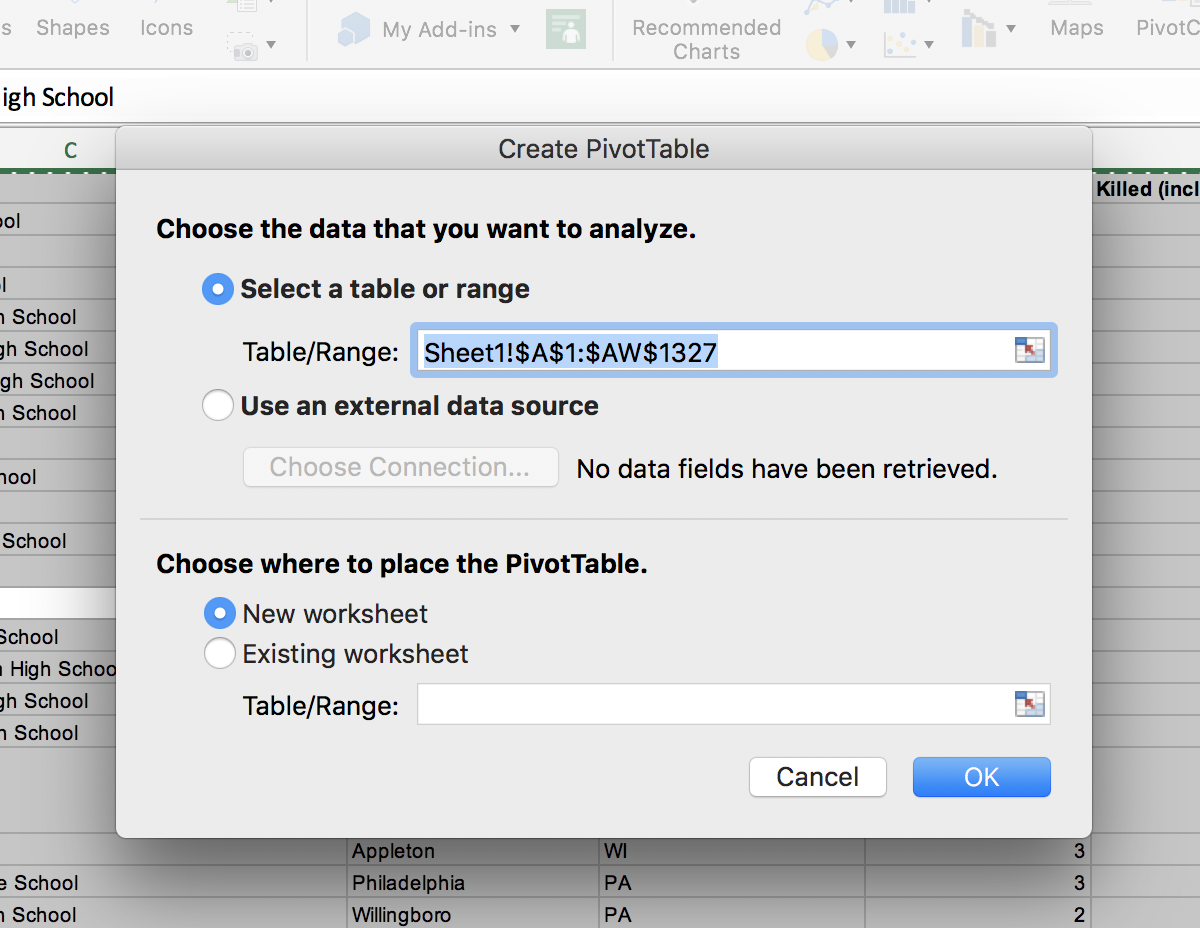 s Shapes Icons My Add-ins Recommended Charts Maps PivotC
igh School
C
Create PivotTable
Killed (incl
Choose the data that you want to analyze.
ool
Select a table or range
l
h School
Table/Range: Sheet1!$A$1:$AW$1327
gh School
igh School
Use an external data source
h School
Choose Connection... No data fields have been retrieved.
hool
School
Choose where to place the PivotTable.
New worksheet
School
Existing worksheet
n High Schoo
gh School
Table/Range:
h School
Cancel OK
Appleton WI 3
e School Philadelphia PA 3
h School Willingboro PA 2